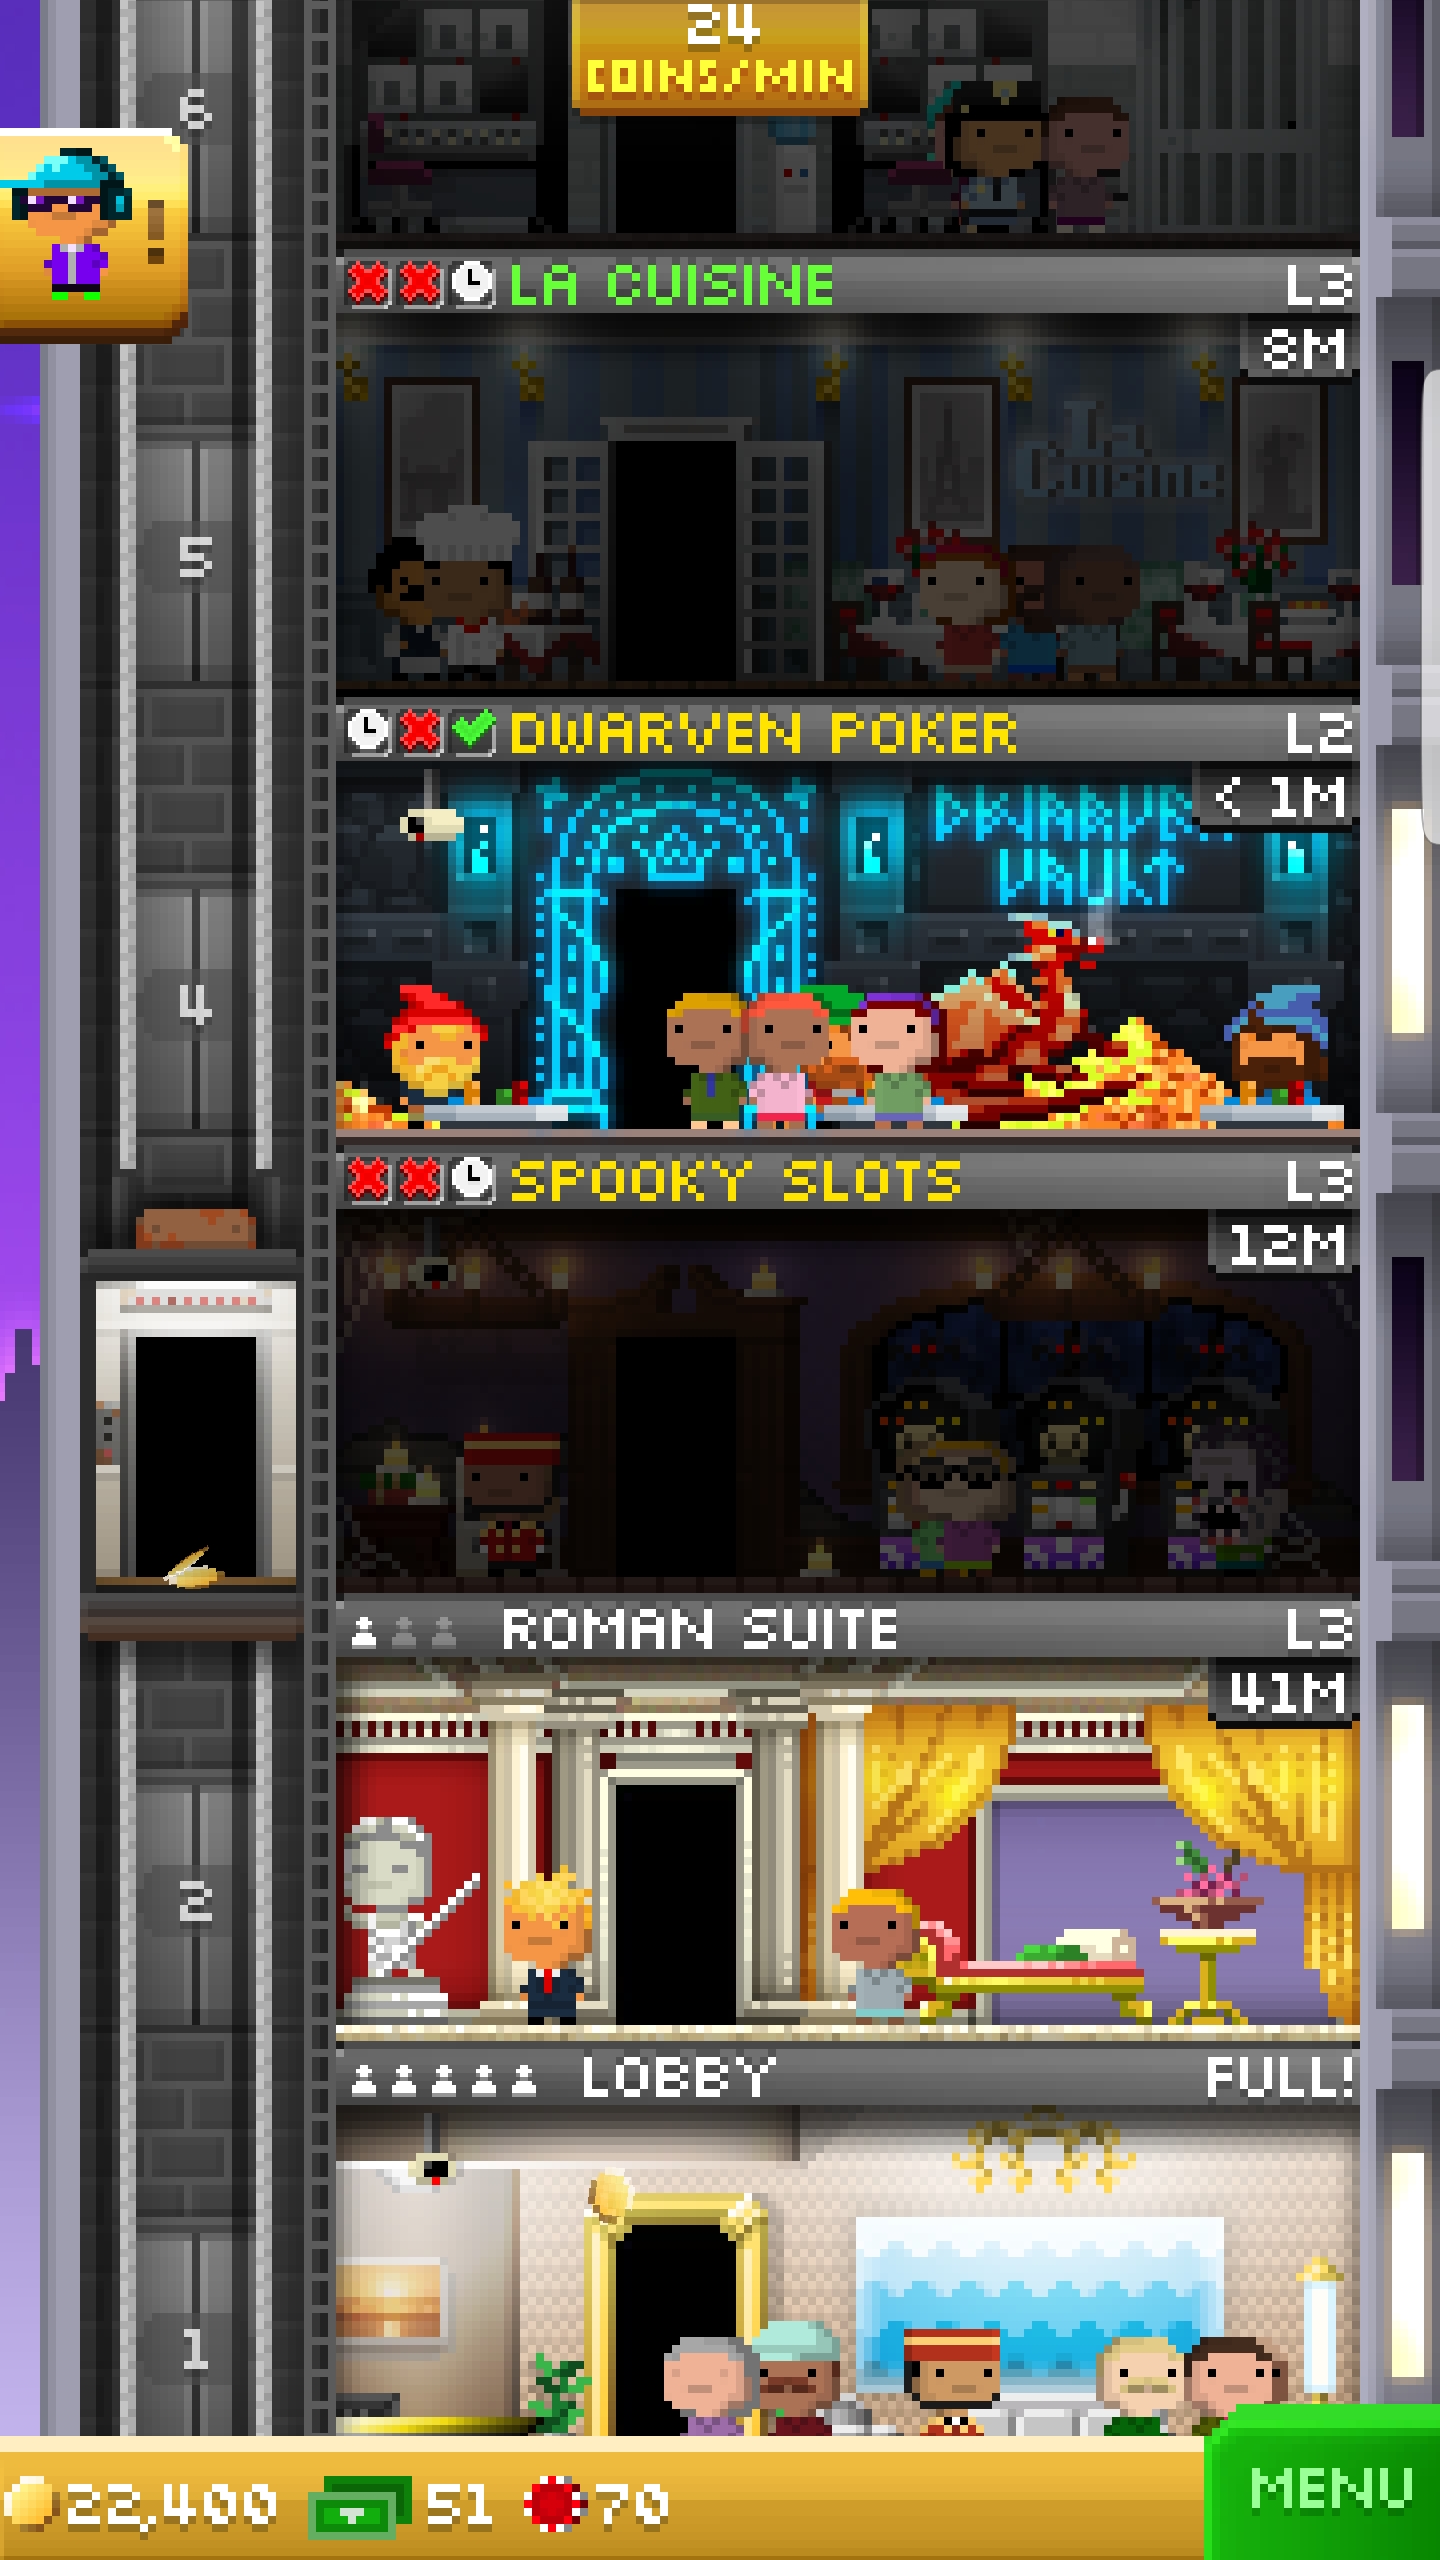 24
COINS/MIN
6
!
LA CUISINE L3
8M
La
Cuisine
5
DWARVEN POKER L2
< 1M
VAULT
4
SPOOKY SLOTS L3
12M
ROMAN SUITE L3
41M
2
LOBBY FULL!
1
22,400 51 70 MENU